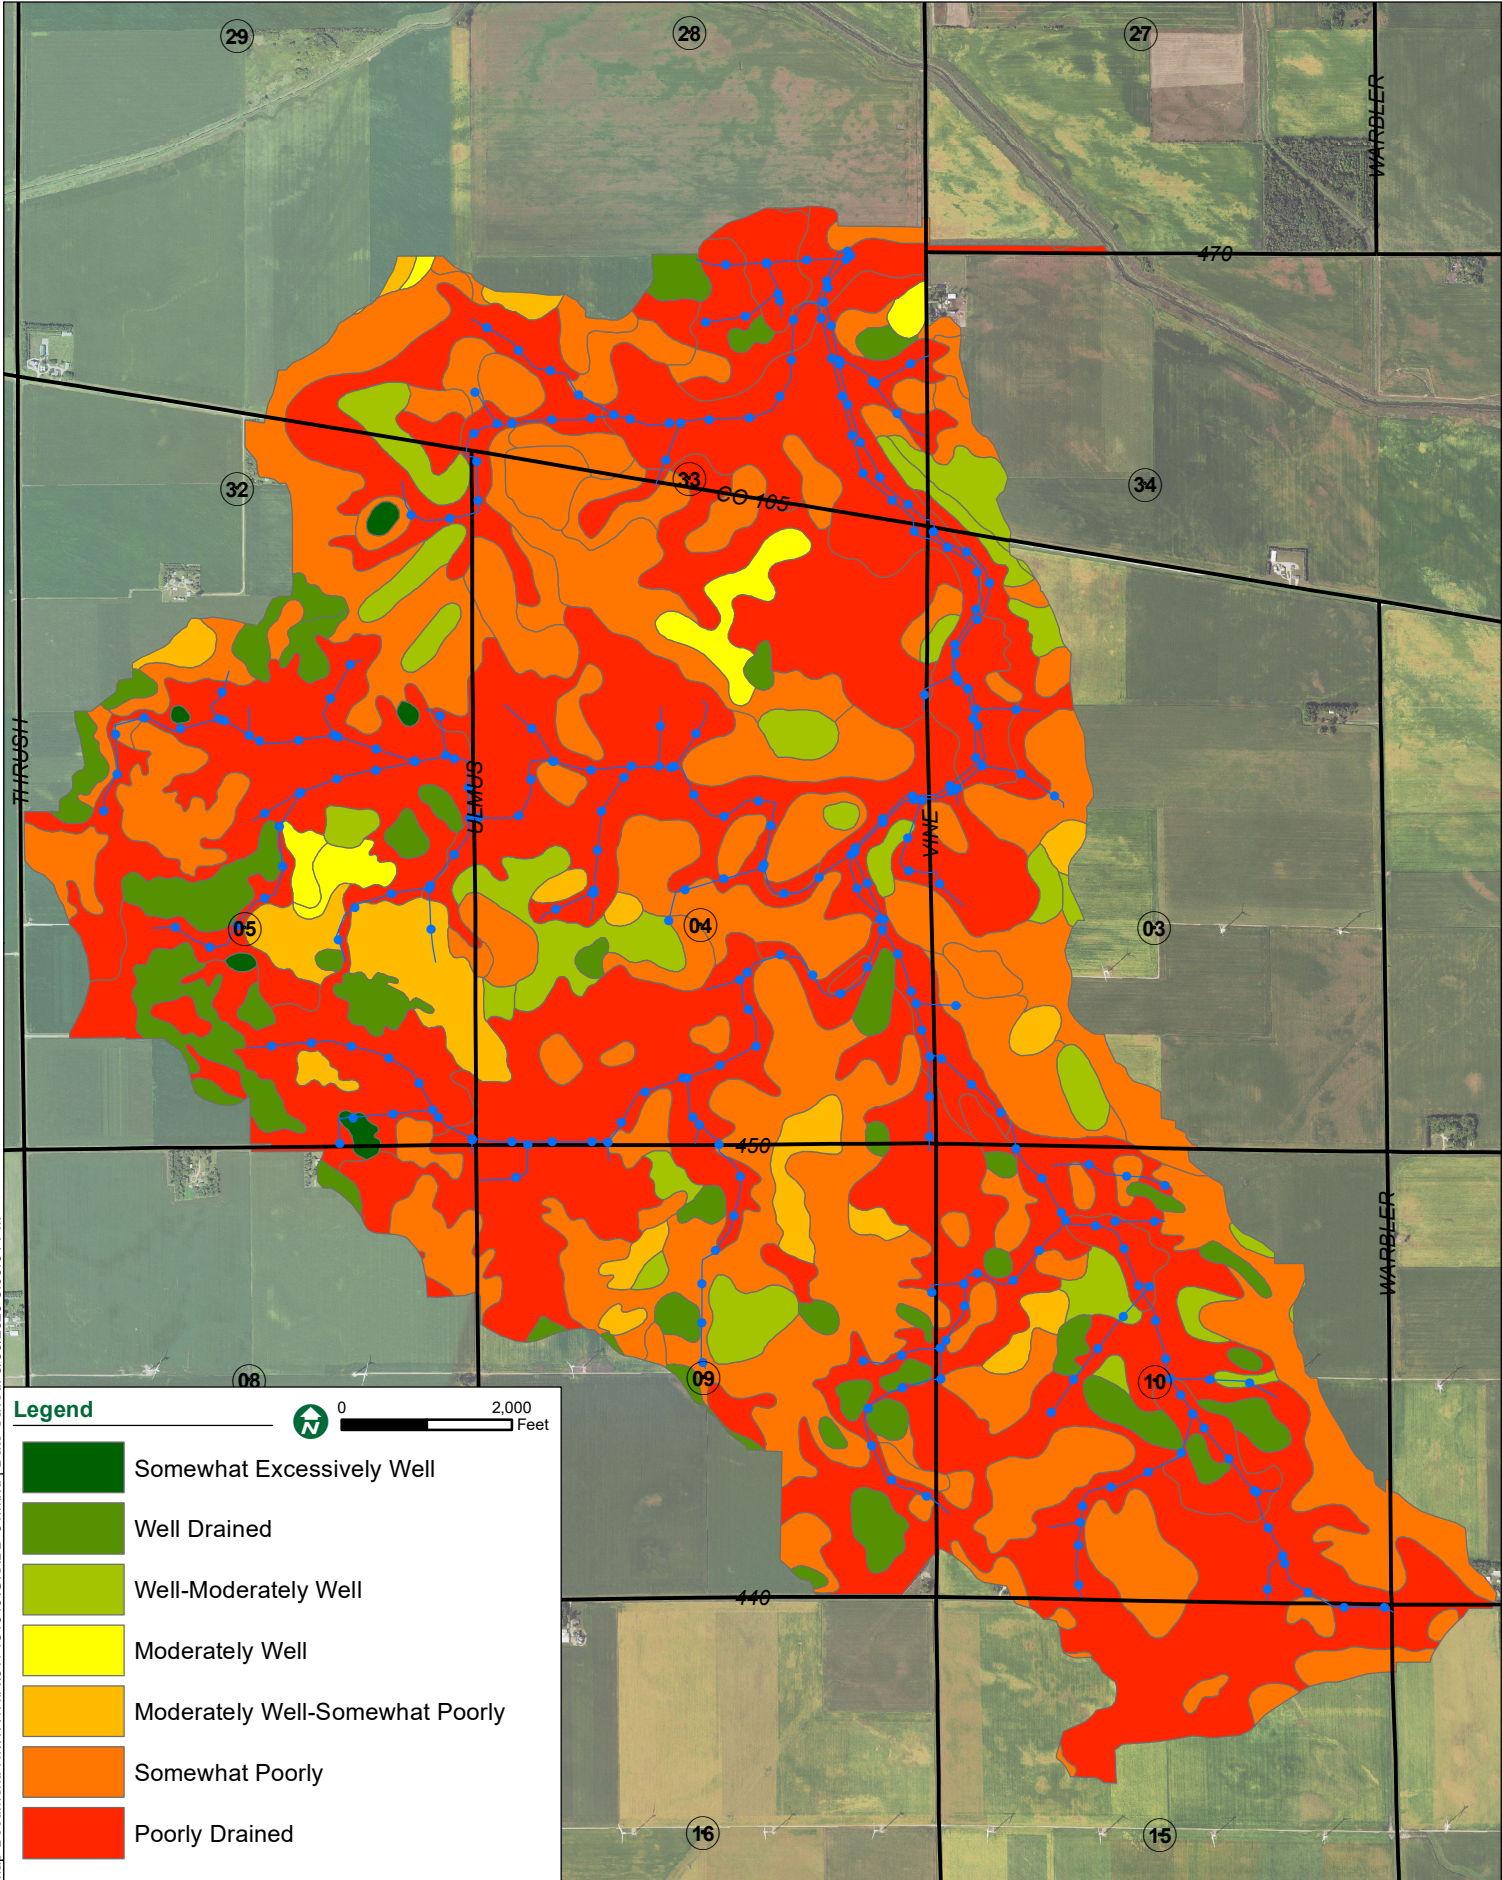 29
28
27
WARBLER
470
32
33
CO 105
34
THRUSH
ULMUS
VINE
05
04
03
450
WARBLER
08
09
10
Legend
N
0 2,000
Feet
Somewhat Excessively Well
Well Drained
Well-Moderately Well
Moderately Well
Moderately Well-Somewhat Poorly
Somewhat Poorly
Poorly Drained
440
16
15